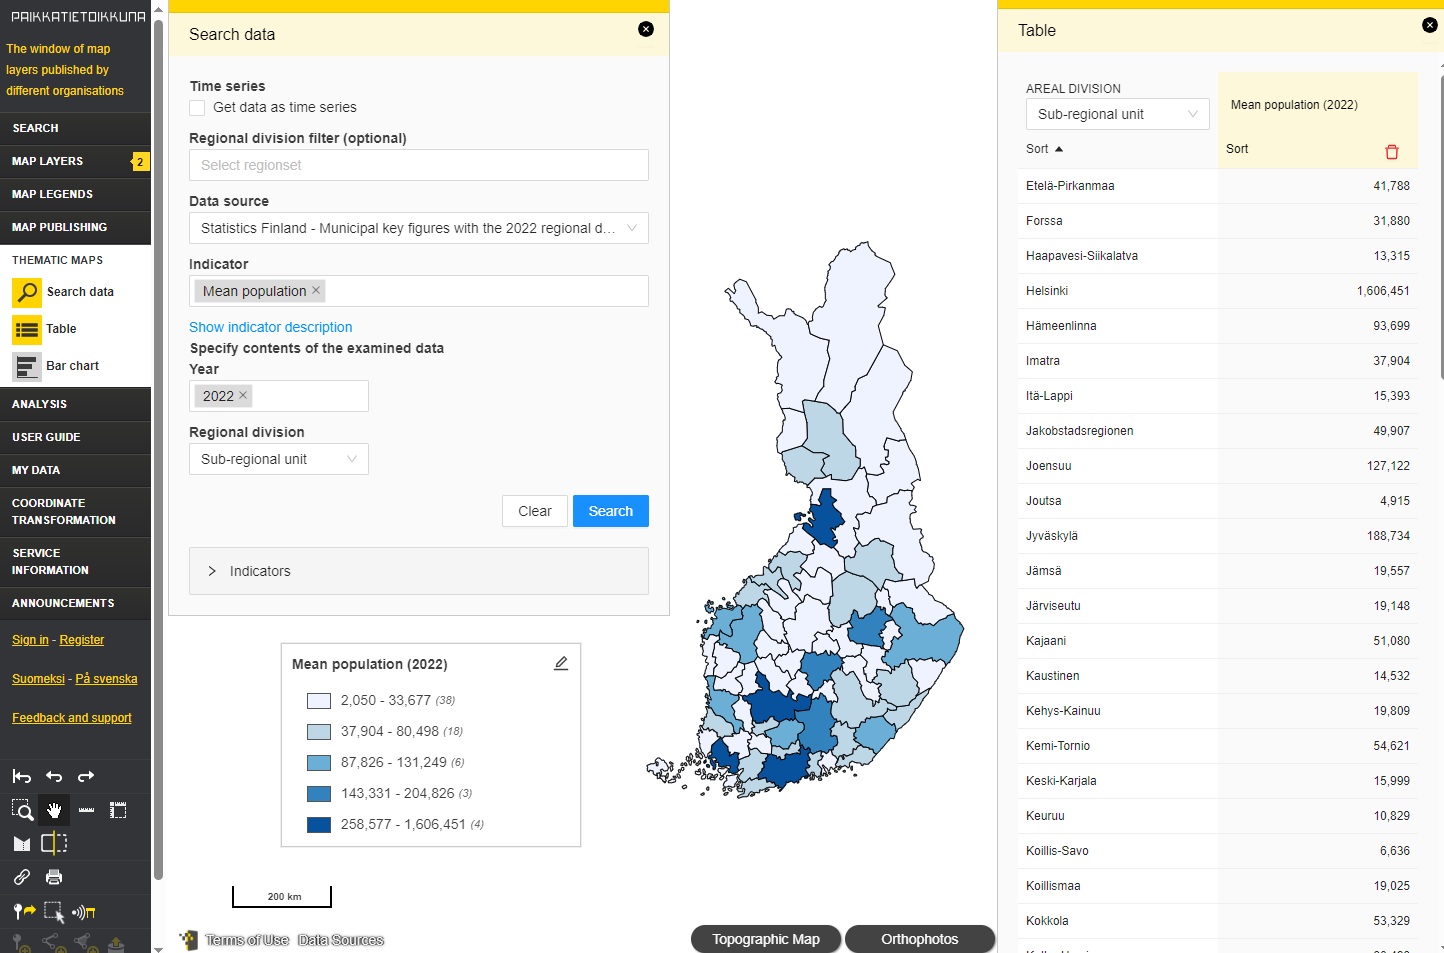 PAIKKATIETOIKKUNA
The window of map
layers published by
different organisations
SEARCH
MAP LAYERS
2
MAP LEGENDS
MAP PUBLISHING
THEMATIC MAPS
Search data
Table
Bar chart
ANALYSIS
USER GUIDE
MY DATA
COORDINATE
TRANSFORMATION
SERVICE
INFORMATION
ANNOUNCEMENTS
Sign in - Register
Suomeksi - På svenska
Feedback and support
Search data
Time series
Get data as time series
Regional division filter (optional)
Select regionset
Data source
Statistics Finland - Municipal key figures with the 2022 regional d...
Indicator
Mean population
Show indicator description
Specify contents of the examined data
Year
2022
Regional division
Sub-regional unit
Clear
Search
Indicators
Mean population (2022)
2,050 - 33,677 (38)
37,904 - 80,498 (18)
87,826 - 131,249 (6)
143,331 - 204,826 (3)
258,577 - 1,606,451 (4)
200 km
Terms of Use Data Sources
Topographic Map
Orthophotos
Table
AREAL DIVISION
Sub-regional unit
Sort
Mean population (2022)
Sort
Etelä-Pirkanmaa 41,788
Forssa 31,880
Haapavesi-Siikalatva 13,315
Helsinki 1,606,451
Hämeenlinna 93,699
Imatra 37,904
Itä-Lappi 15,393
Jakobstadsregionen 49,907
Joensuu 127,122
Joutsa 4,915
Jyväskylä 188,734
Jämsä 19,557
Järviseutu 19,148
Kajaani 51,080
Kaustinen 14,532
Kehys-Kainuu 19,809
Kemi-Tornio 54,621
Keski-Karjala 15,999
Keuruu 10,829
Koillis-Savo 6,636
Koillismaa 19,025
Kokkola 53,329